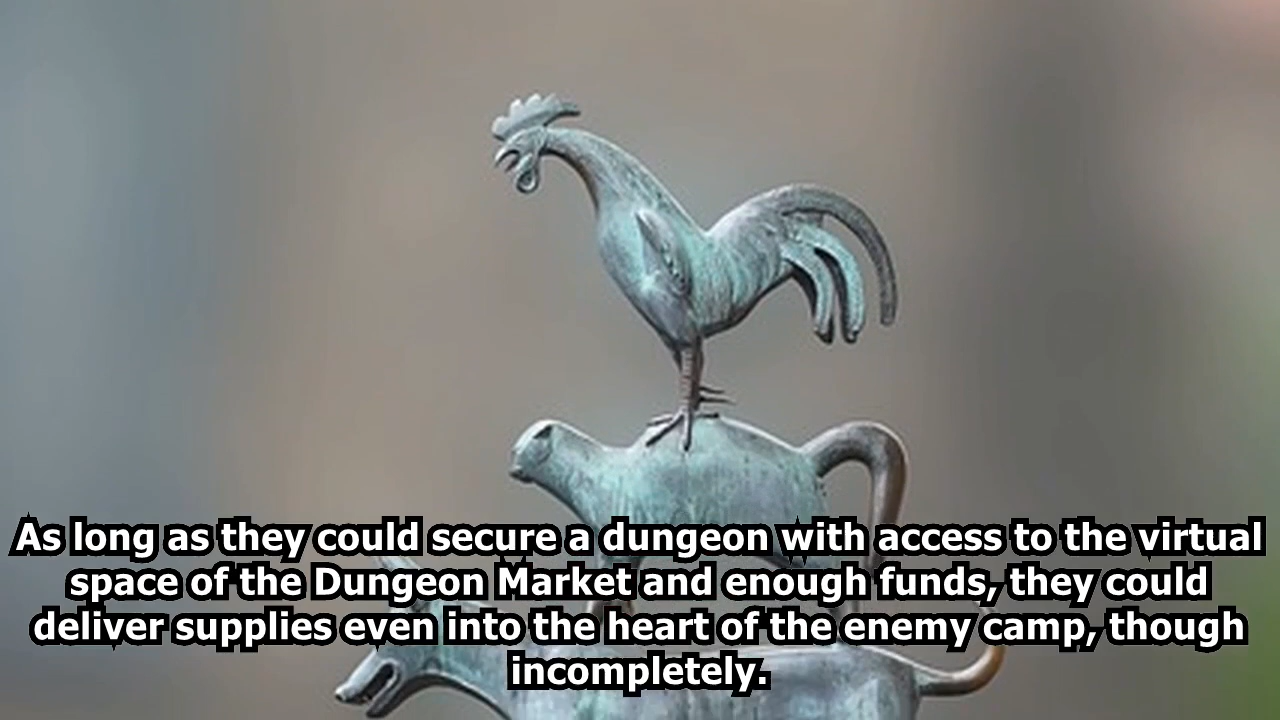 As long as they could secure a dungeon with access to the virtual
space of the Dungeon Market and enough funds, they could
deliver supplies even into the heart of the enemy camp, though
incompletely.